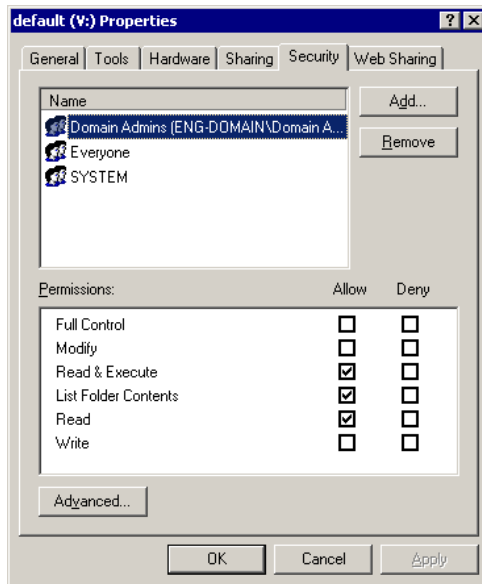 default (V:) Properties
General Tools Hardware Sharing Security Web Sharing
Name
Add...
Domain Admins (ENG-DOMAIN\Domain A...
Remove
Everyone
SYSTEM
Permissions: Allow Deny
Full Control
Modify
Read & Execute
List Folder Contents
Read
Write
Advanced...
OK Cancel Apply